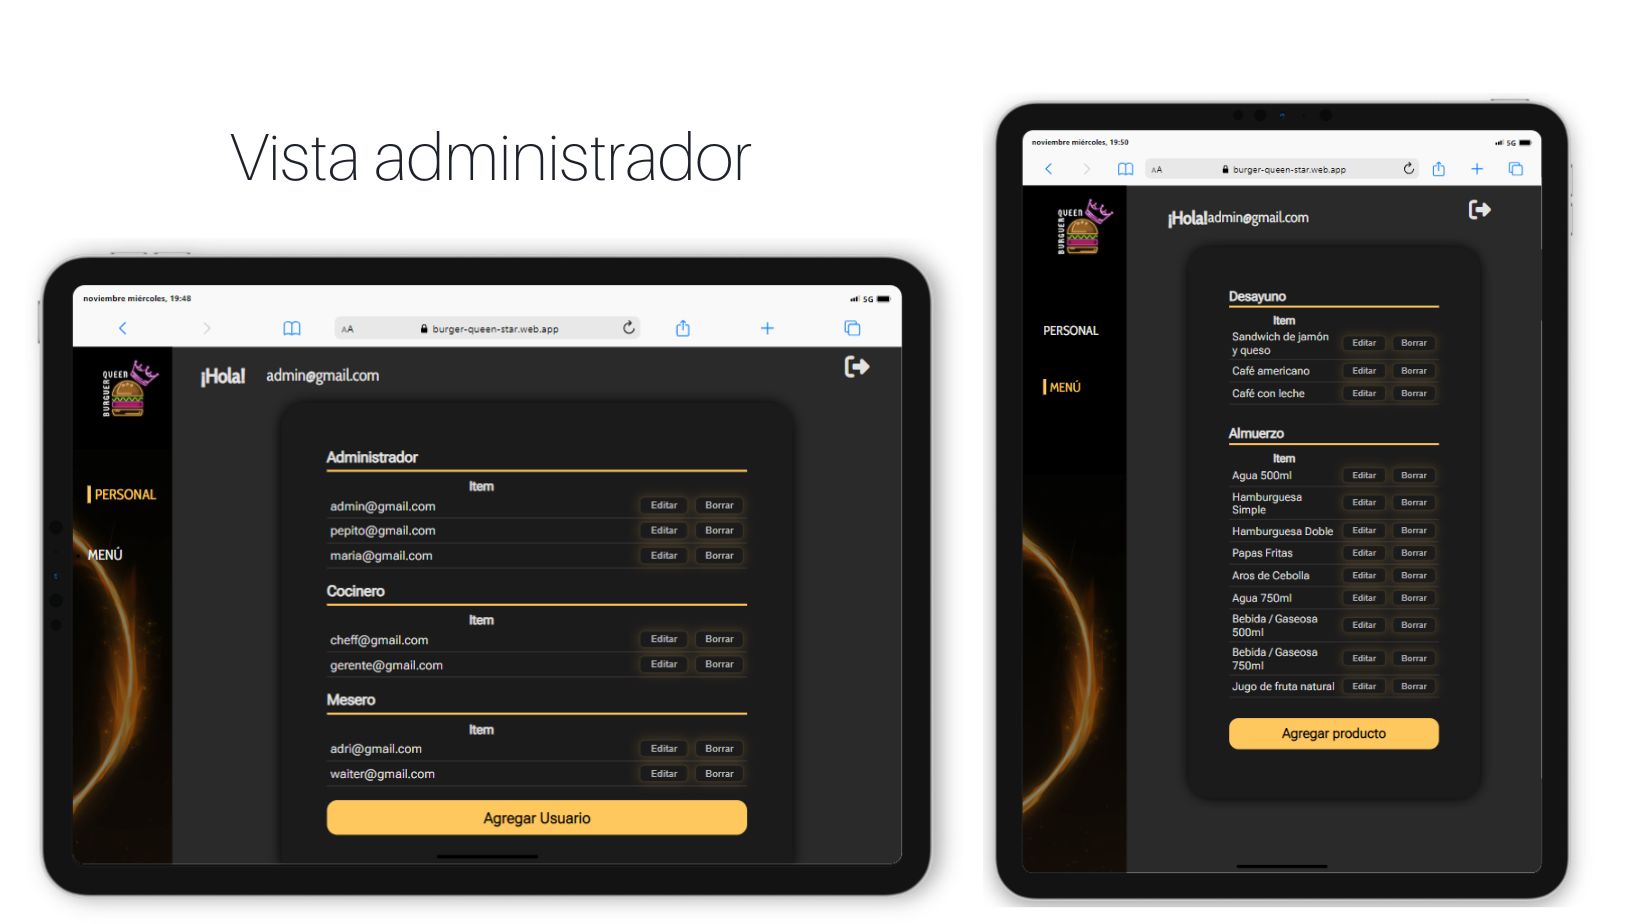 Vista administrador
noviembre miércoles, 19:48
5G
AA
burger-queen-star.web.app
BURGUER
QUEEN
¡Hola! admin@gmail.com
PERSONAL
MENÚ
Administrador
Item
admin@gmail.com Editar Borrar
pepito@gmail.com Editar Borrar
maria@gmail.com Editar Borrar
Cocinero
Item
cheff@gmail.com Editar Borrar
gerente@gmail.com Editar Borrar
Mesero
Item
adri@gmail.com Editar Borrar
waiter@gmail.com Editar Borrar
Agregar Usuario
noviembre miércoles, 19:50
5G
AA
burger-queen-star.web.app
BURGUER
QUEEN
¡Hola!admin@gmail.com
PERSONAL
MENÚ
Desayuno
Item
Sandwich de jamón
y queso Editar Borrar
Café americano Editar Borrar
Café con leche Editar Borrar
Almuerzo
Item
Agua 500ml Editar Borrar
Hamburguesa
Simple Editar Borrar
Hamburguesa Doble Editar Borrar
Papas Fritas Editar Borrar
Aros de Cebolla Editar Borrar
Agua 750ml Editar Borrar
Bebida / Gaseosa
500ml Editar Borrar
Bebida / Gaseosa
750ml Editar Borrar
Jugo de fruta natural Editar Borrar
Agregar producto